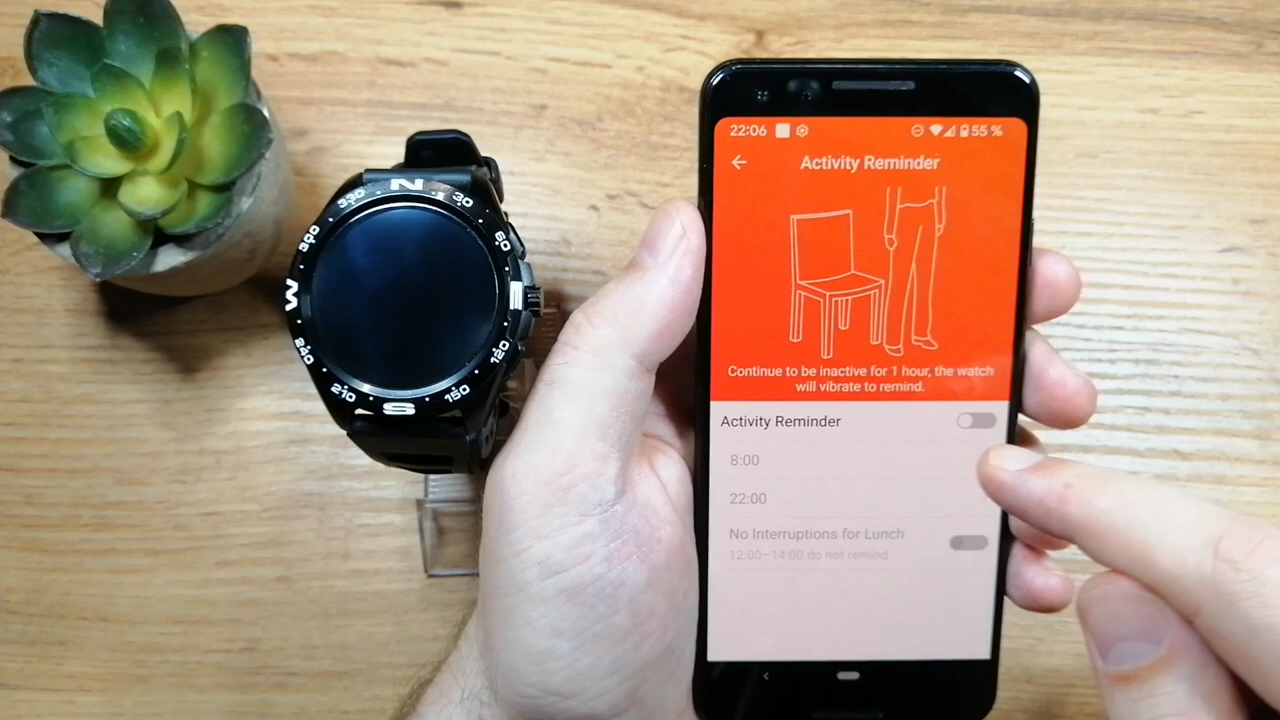 22:06 55 %
Activity Reminder
Continue to be inactive for 1 hour, the watch
will vibrate to remind.
Activity Reminder
8:00
22:00
No Interruptions for Lunch
12:00-14:00 do not remind
N
30
60
E
120
150
S
210
240
W
300
330